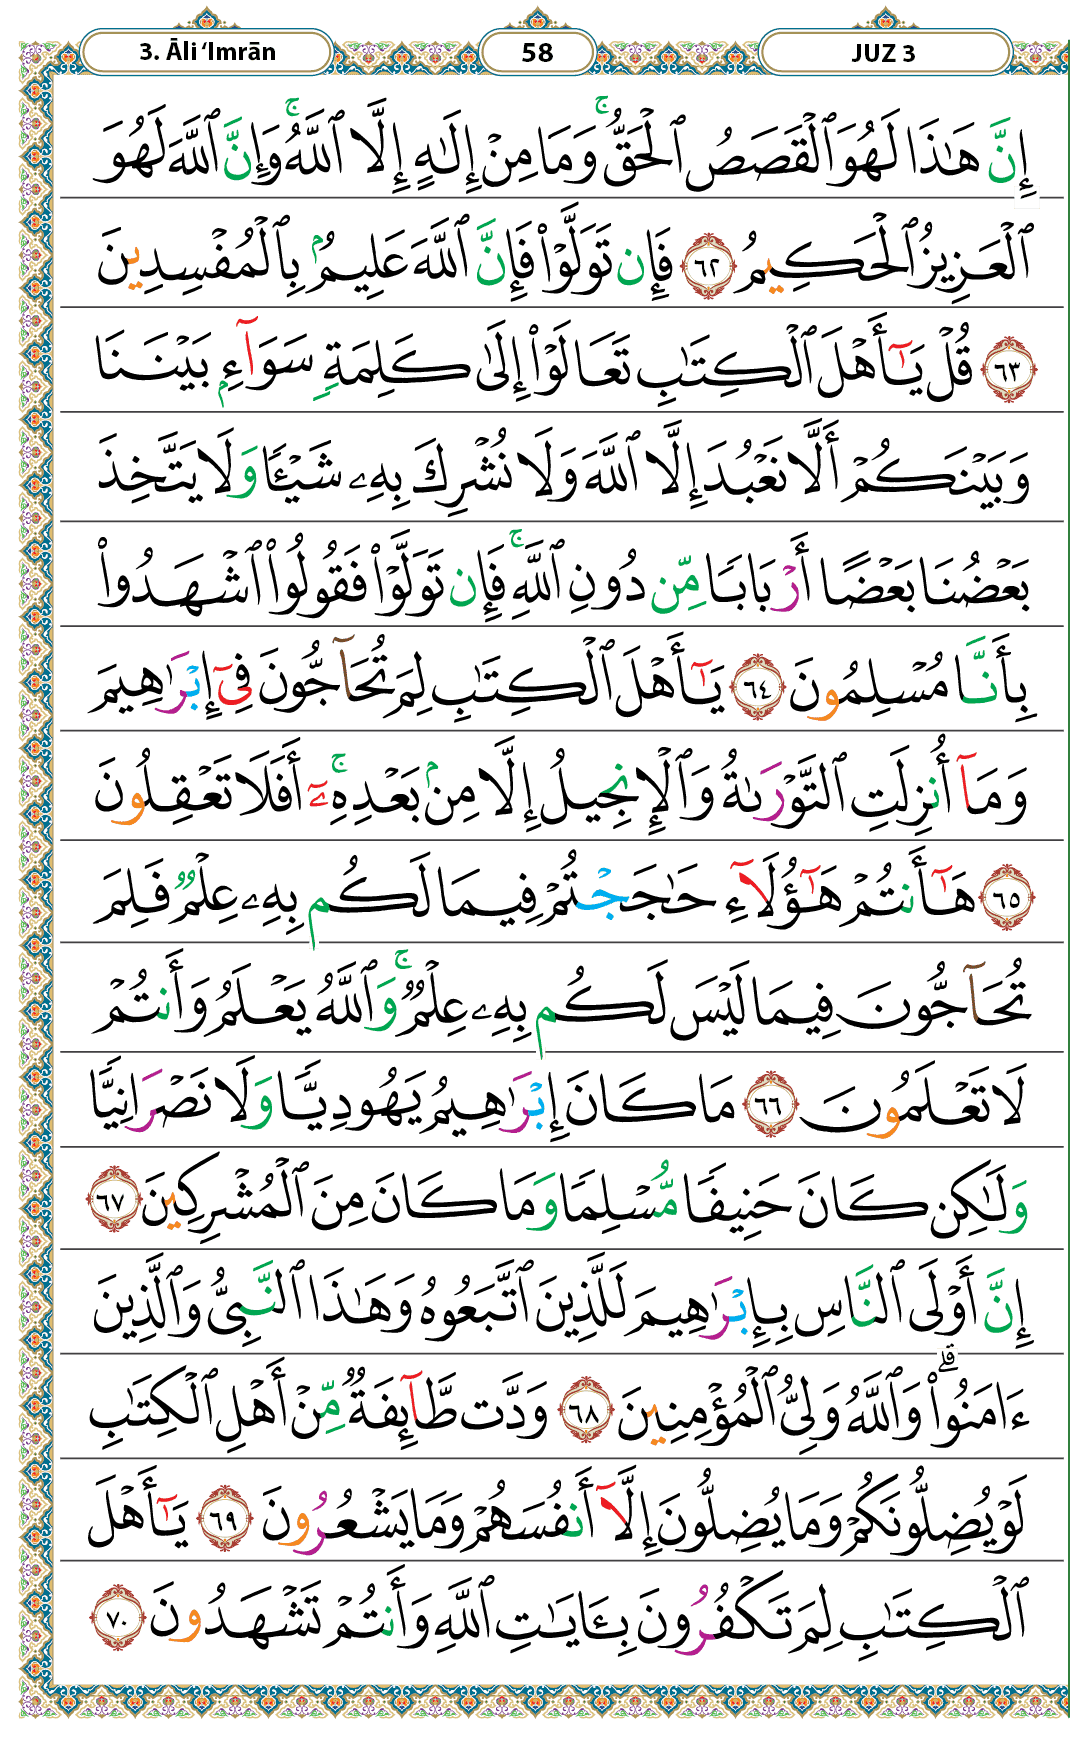 3. Āli ‘Imrān
58
JUZ 3
إِنَّ هَـٰذَا لَهُوَ ٱلْقَصَصُ ٱلْحَقُّ ۚ وَمَا مِنْ إِلَـٰهٍ إِلَّا ٱللَّهُ ۚ وَإِنَّ ٱللَّهَ لَهُوَ
ٱلْعَزِيزُ ٱلْحَكِيمُ ٦٢ فَإِن تَوَلَّوْا۟ فَإِنَّ ٱللَّهَ عَلِيمٌۢ بِٱلْمُفْسِدِينَ
٦٣ قُلْ يَـٰٓأَهْلَ ٱلْكِتَـٰبِ تَعَالَوْا۟ إِلَىٰ كَلِمَةٍ سَوَآءٍۭ بَيْنَنَا
وَبَيْنَكُمْ أَلَّا نَعْبُدَ إِلَّا ٱللَّهَ وَلَا نُشْرِكَ بِهِۦ شَيْـًٔا وَلَا يَتَّخِذَ
بَعْضُنَا بَعْضًا أَرْبَابًا مِّن دُونِ ٱللَّهِ ۚ فَإِن تَوَلَّوْا۟ فَقُولُوا۟ ٱشْهَدُوا۟
بِأَنَّا مُسْلِمُونَ ٦٤ يَـٰٓأَهْلَ ٱلْكِتَـٰبِ لِمَ تُحَآجُّونَ فِىٓ إِبْرَٰهِيمَ
وَمَآ أُنزِلَتِ ٱلتَّوْرَىٰةُ وَٱلْإِنجِيلُ إِلَّا مِنۢ بَعْدِهِۦٓ ۚ أَفَلَا تَعْقِلُونَ
٦٥ هَـٰٓأَنتُمْ هَـٰٓؤُلَآءِ حَـٰجَجْتُمْ فِيمَا لَكُم بِهِۦ عِلْمٌ فَلِمَ
تُحَآجُّونَ فِيمَا لَيْسَ لَكُم بِهِۦ عِلْمٌ ۚ وَٱللَّهُ يَعْلَمُ وَأَنتُمْ
لَا تَعْلَمُونَ ٦٦ مَا كَانَ إِبْرَٰهِيمُ يَهُودِيًّا وَلَا نَصْرَانِيًّا
وَلَـٰكِن كَانَ حَنِيفًا مُّسْلِمًا وَمَا كَانَ مِنَ ٱلْمُشْرِكِينَ ٦٧
إِنَّ أَوْلَى ٱلنَّاسِ بِإِبْرَٰهِيمَ لَلَّذِينَ ٱتَّبَعُوهُ وَهَـٰذَا ٱلنَّبِىُّ وَٱلَّذِينَ
ءَامَنُوا۟ ۗ وَٱللَّهُ وَلِىُّ ٱلْمُؤْمِنِينَ ٦٨ وَدَّت طَّآئِفَةٌ مِّنْ أَهْلِ ٱلْكِتَـٰبِ
لَوْ يُضِلُّونَكُمْ وَمَا يُضِلُّونَ إِلَّآ أَنفُسَهُمْ وَمَا يَشْعُرُونَ ٦٩ يَـٰٓأَهْلَ
ٱلْكِتَـٰبِ لِمَ تَكْفُرُونَ بِـَٔايَـٰتِ ٱللَّهِ وَأَنتُمْ تَشْهَدُونَ ٧٠